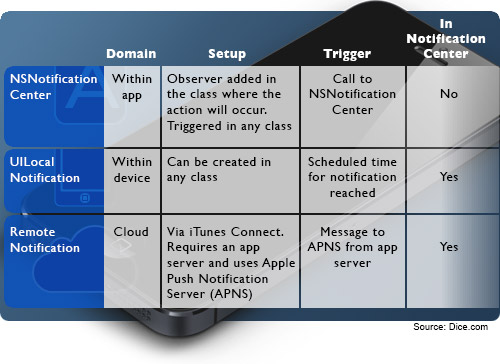 In
Notification
Domain Setup Trigger Center
NSNotification
Center
Within
app
Observer added in
the class where the
action will occur.
Triggered in any class
Call to
NSNotification
Center
No
UILocal
Notification
Within
device
Can be created in
any class
Scheduled time
for notification
reached
Yes
Remote
Notification
Cloud
Via iTunes Connect.
Requires an app
server and uses Apple
Push Notification
Server (APNS)
Message to
APNS from app
server
Yes
Source: Dice.com